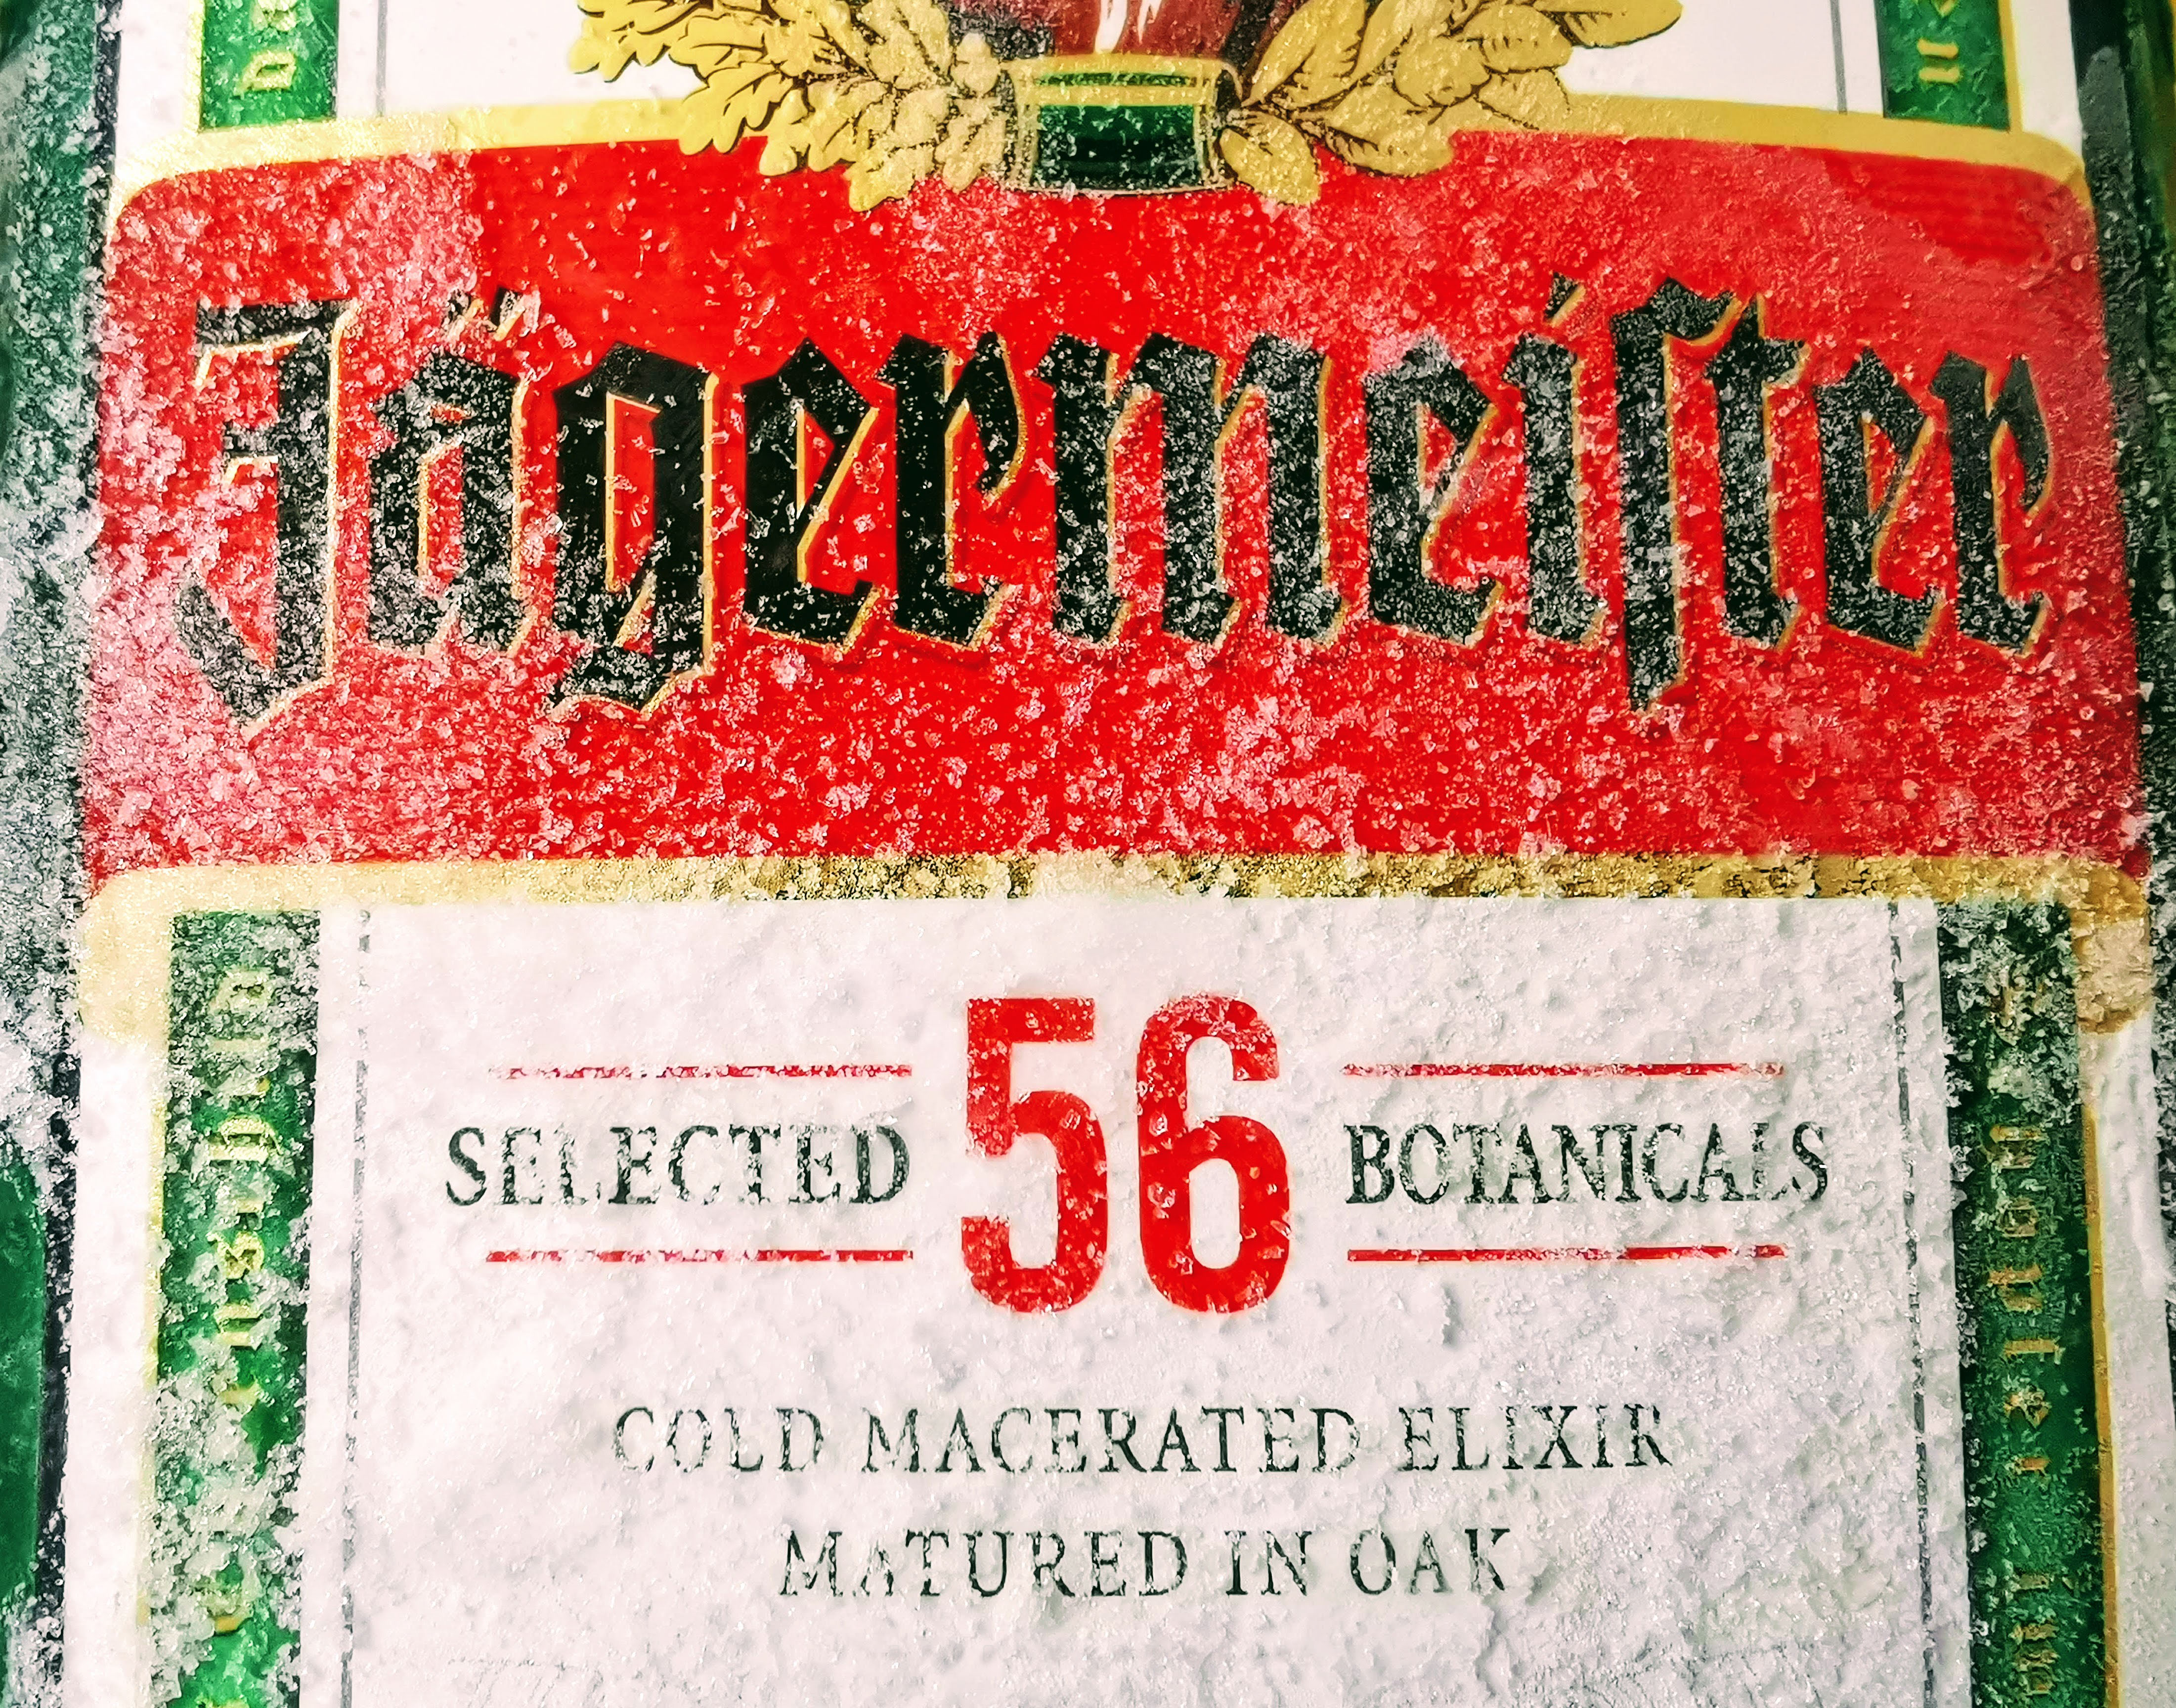 Jägermeiſter
SELECTED 56 BOTANICALS
COLD MACERATED ELIXIR
MATURED IN OAK